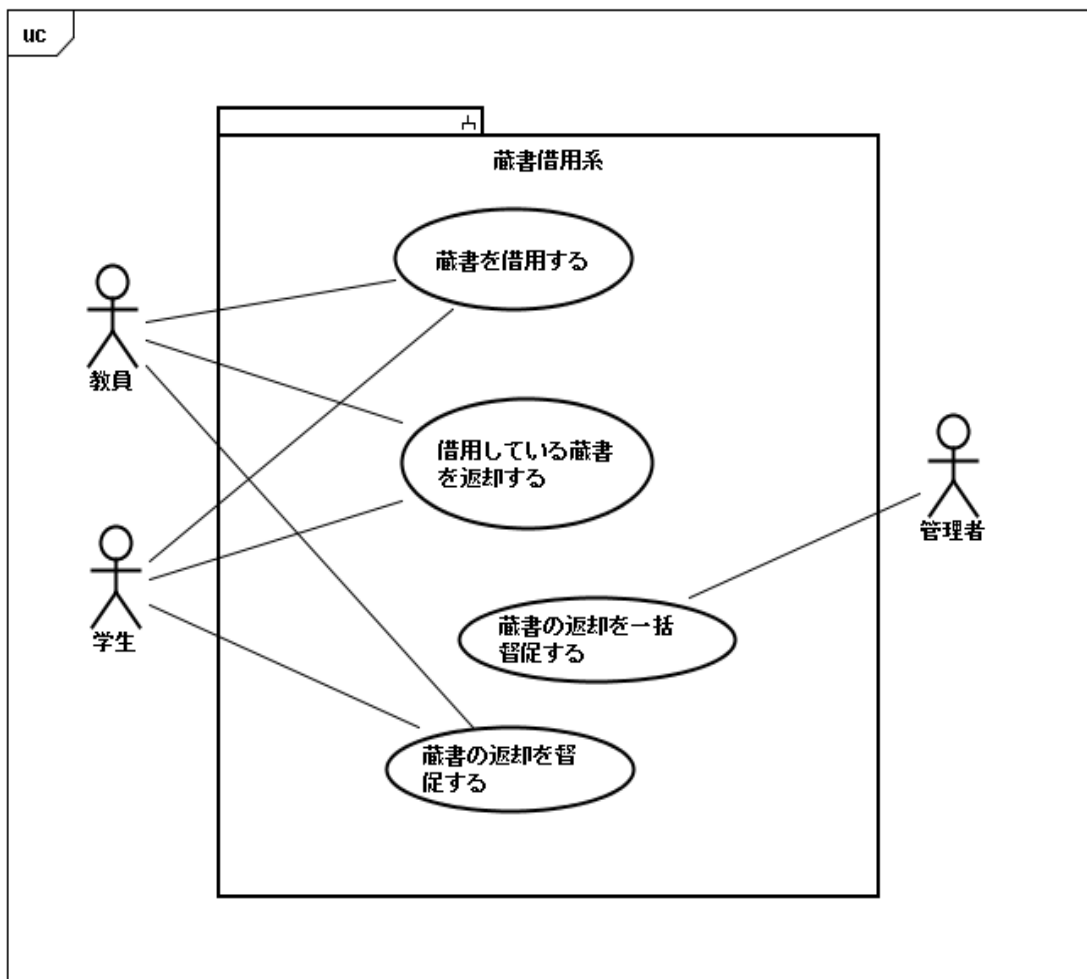 uc
蔵書借用系
蔵書を借用する
教員
借用している蔵書
を返却する
管理者
学生
蔵書の返却を一括
督促する
蔵書の返却を督
促する